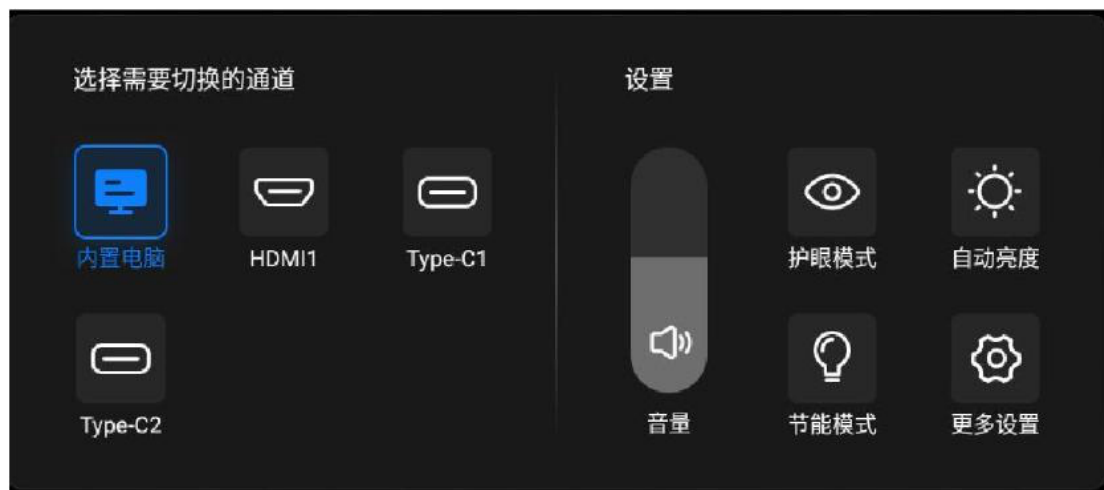 选择需要切换的通道
内置电脑
HDMI1
Type-C1
Type-C2
设置
音量
护眼模式
自动亮度
节能模式
更多设置